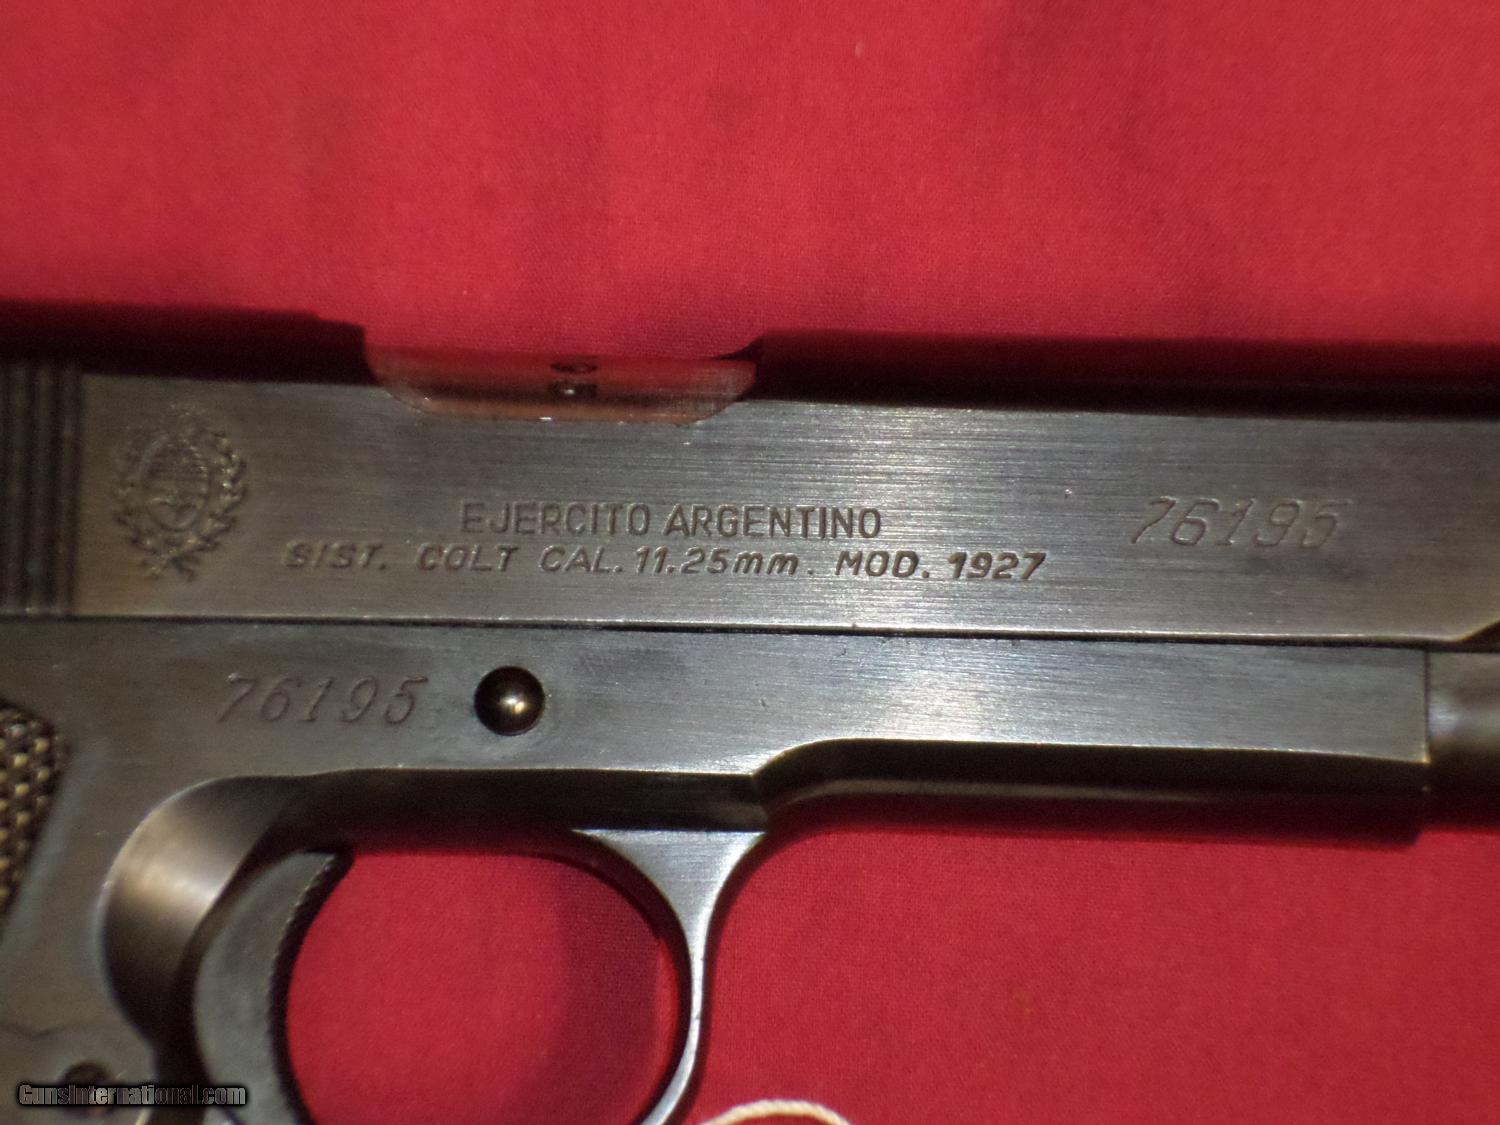 EJERCITO ARGENTINO
SIST. COLT CAL. 11.25mm. MOD. 1927
76195
76195
GunsInternational.com